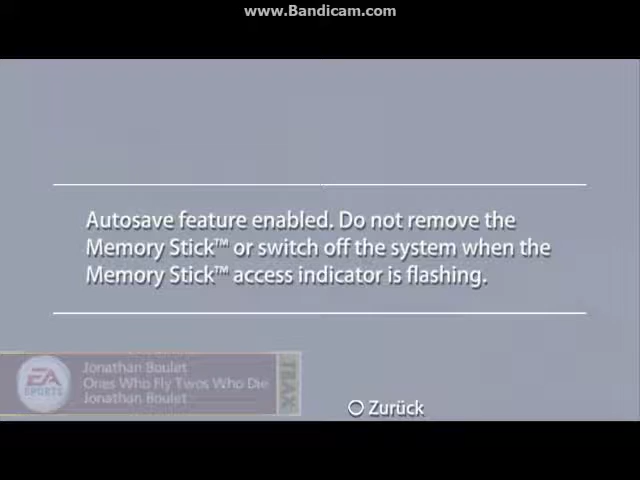 www.Bandicam.com
Autosave feature enabled. Do not remove the
Memory Stick™ or switch off the system when the
Memory Stick™ access indicator is flashing.
EA
SPORTS
Jonathan Boulet
Ones Who Fly Twos Who Die
Jonathan Boulet
TRAX
Zurück